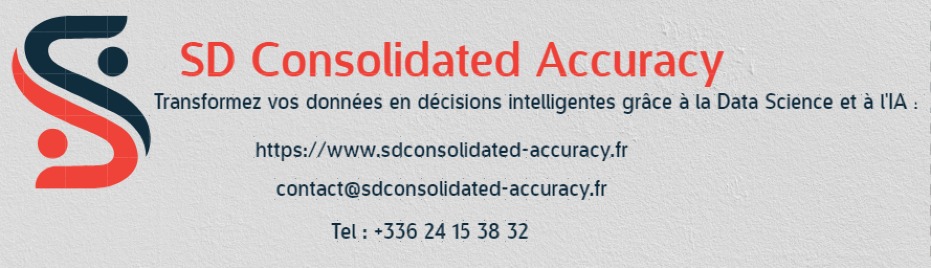 SD Consolidated Accuracy
Transformez vos données en décisions intelligentes grâce à la Data Science et à l'IA :
https://www.sdconsolidated-accuracy.fr
contact@sdconsolidated-accuracy.fr
Tel : +336 24 15 38 32